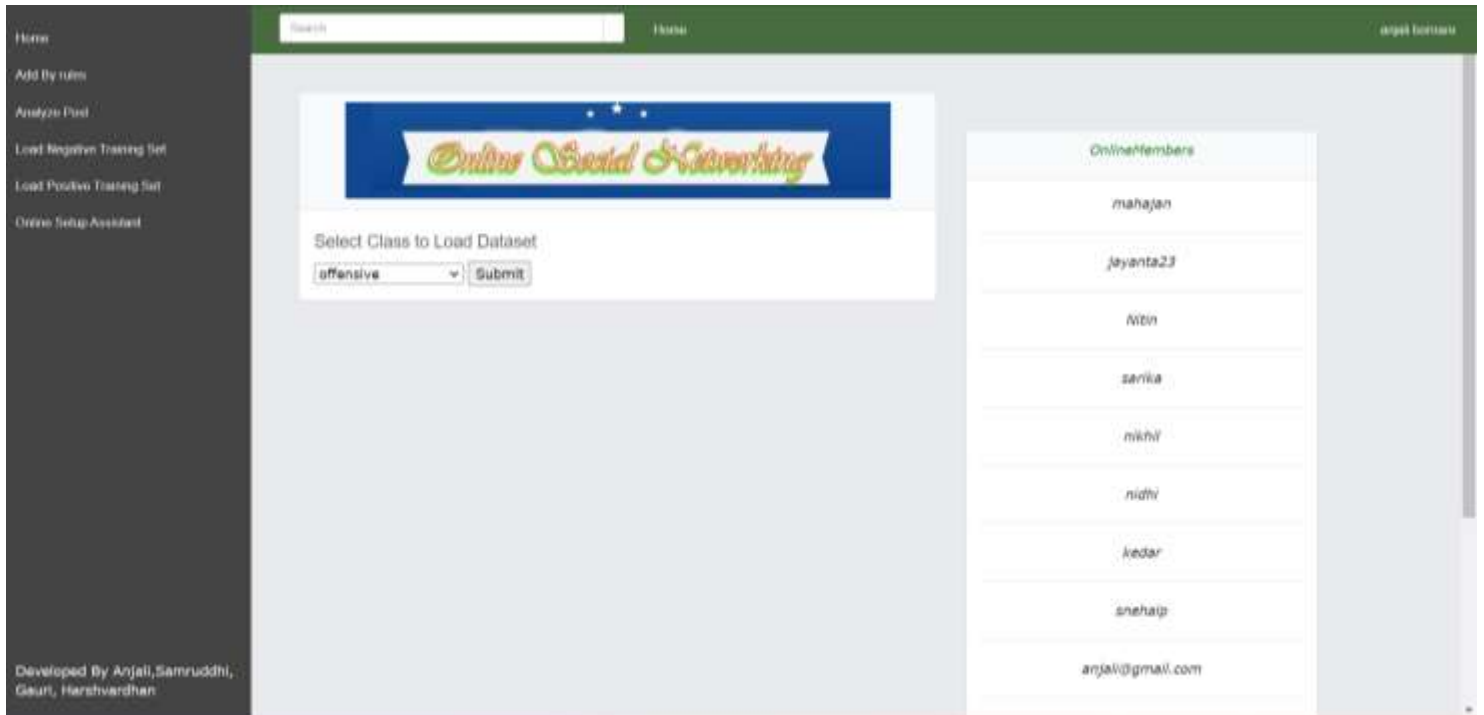 Home
Add By rules
Analyze Post
Load Negative Training Set
Load Positive Training Set
Online Setup Assistant
Developed By Anjali,Samruddhi,
Gauri, Harshvardhan
Search
Home
anjali
Online Social Networking
Select Class to Load Dataset
offensive
Submit
OnlineMembers
mahajan
jayanta23
Nitin
sarika
nikhil
nidhi
kedar
snehalp
anjali@gmail.com